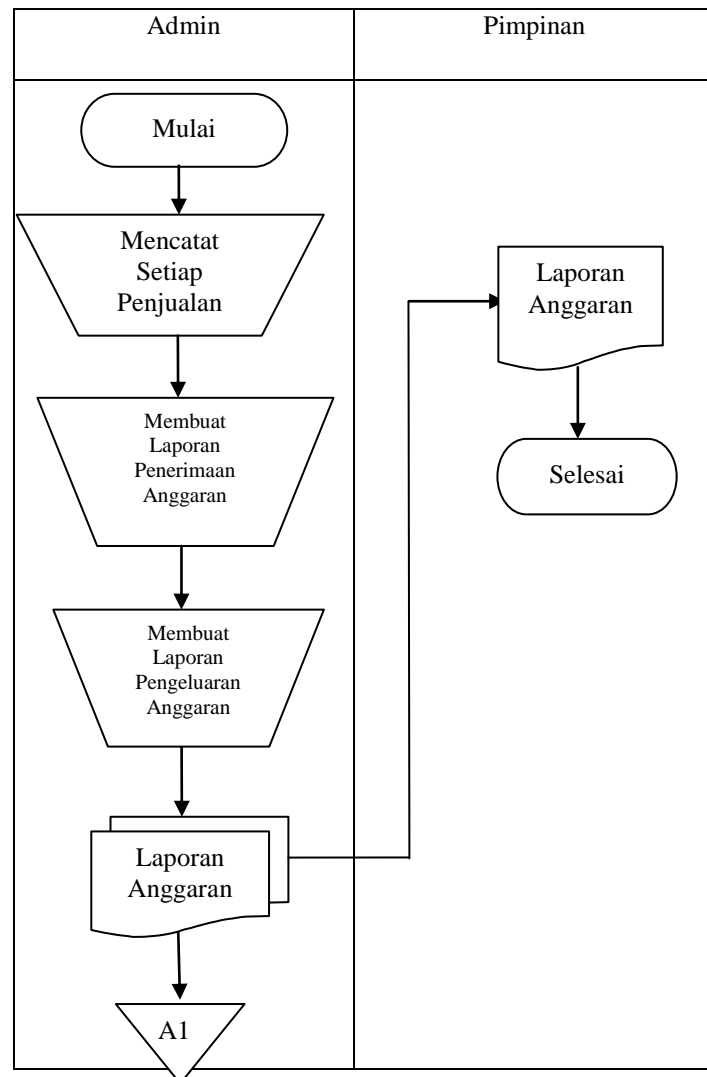 Admin
Pimpinan
Mulai
Mencatat
Setiap
Penjualan
Membuat
Laporan
Penerimaan
Anggaran
Membuat
Laporan
Pengeluaran
Anggaran
Laporan
Anggaran
A1
Laporan
Anggaran
Selesai